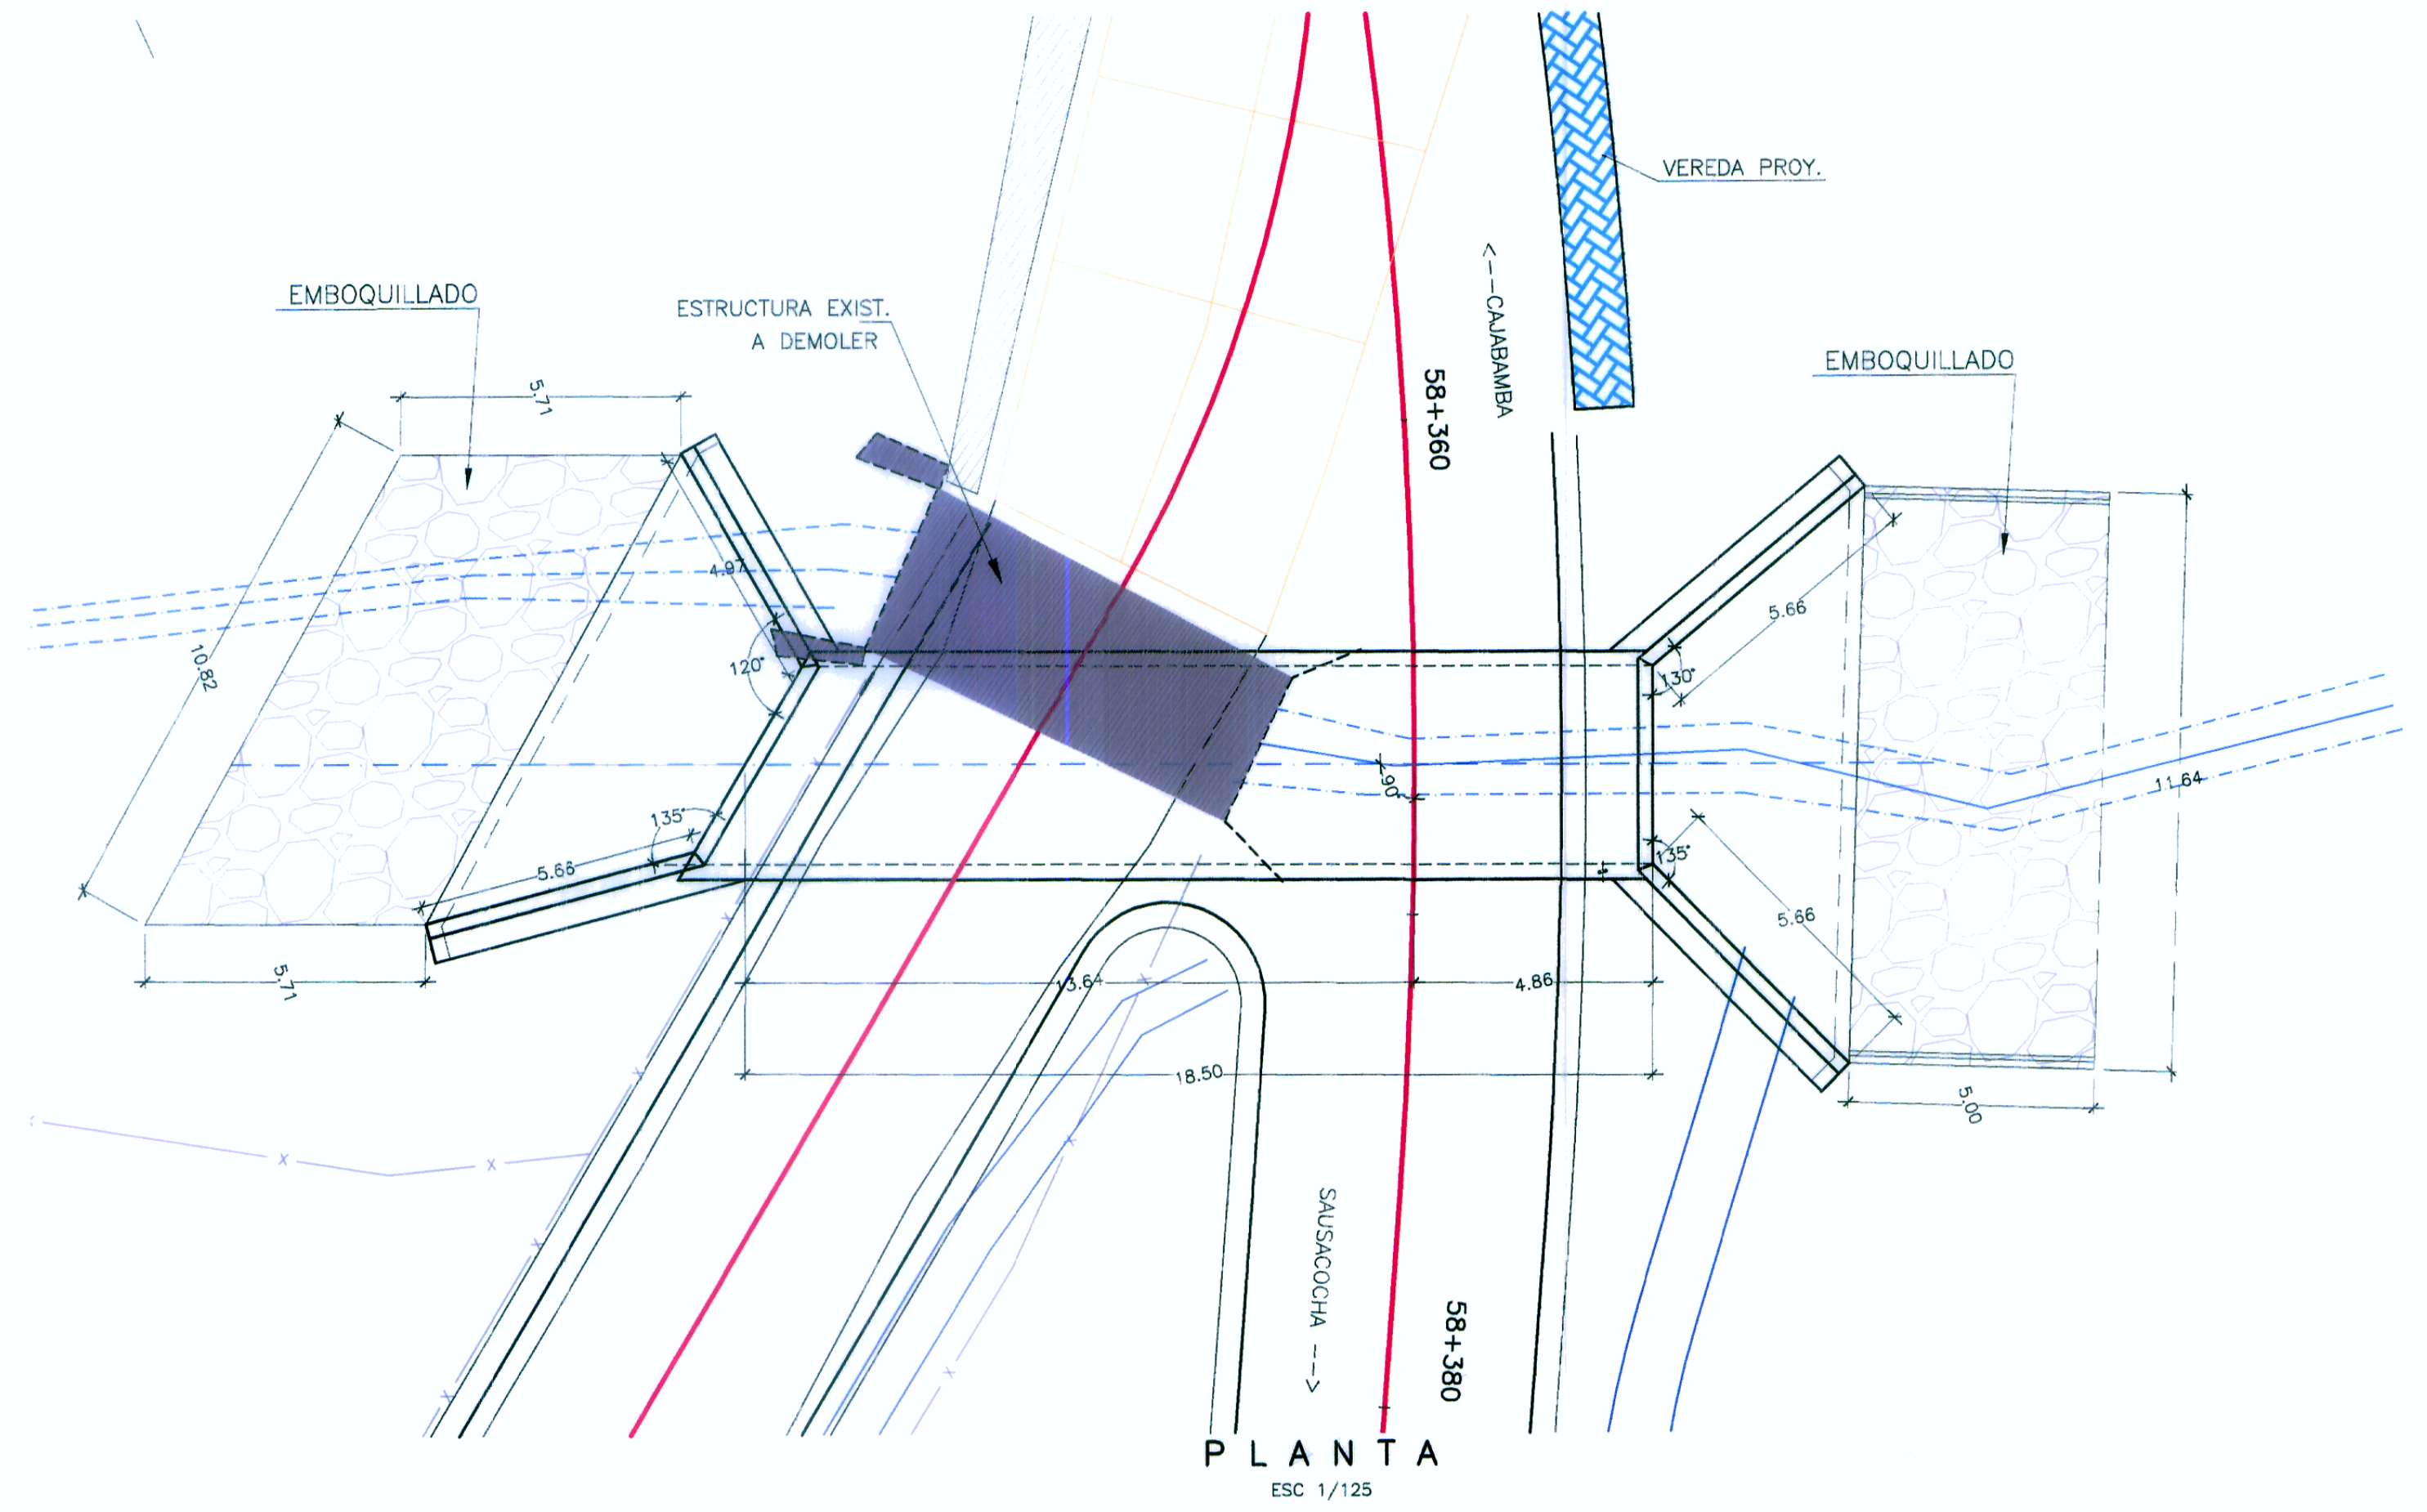 VEREDA PROY.
<--CAJABAMBA
EMBOQUILLADO
ESTRUCTURA EXIST.
A DEMOLER
EMBOQUILLADO
58+360
5.71
4.97
5.66
10.82
120°
130°
90°
11.64
135°
5.66
135°
5.66
5.71
13.64
4.86
18.50
5.00
SAUSACOCHA -->
58+380
PLANTA
ESC 1/125